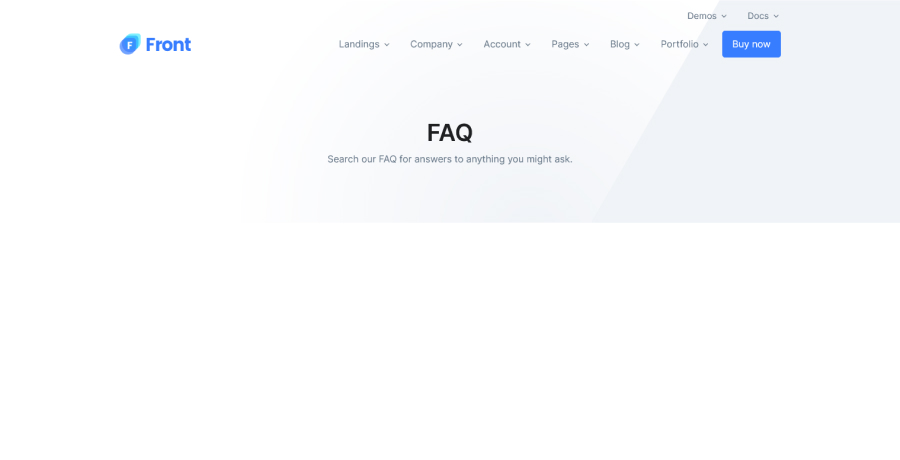 Demos Docs
F Front Landings Company Account Pages Blog Portfolio Buy now
FAQ
Search our FAQ for answers to anything you might ask.